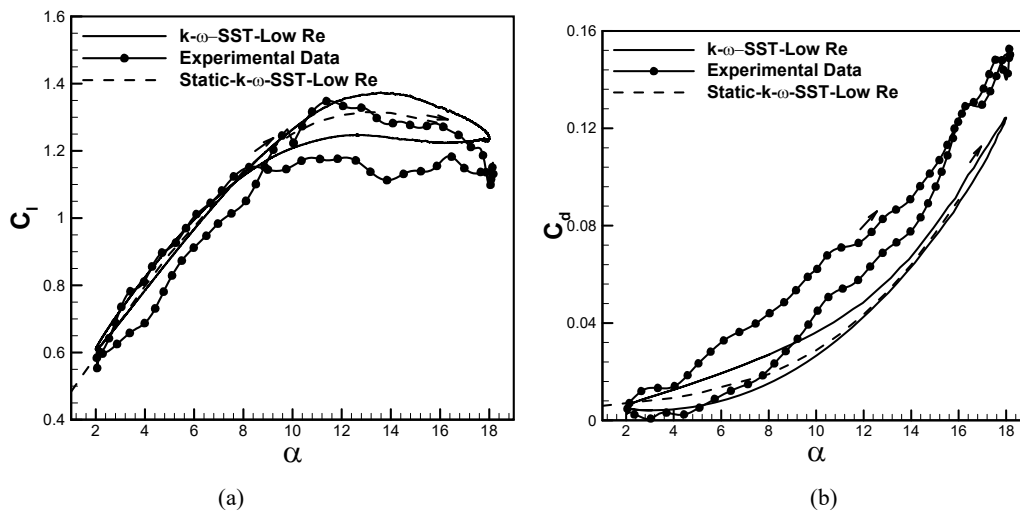 1.6
1.4
1.2
1
0.8
0.6
0.4
C_l
k-ω–SST-Low Re
Experimental Data
Static-k-ω-SST-Low Re
2 4 6 8 10 12 14 16 18
α
(a)
0.16
0.12
0.08
0.04
0
C_d
k-ω–SST-Low Re
Experimental Data
Static-k-ω-SST-Low Re
2 4 6 8 10 12 14 16 18
α
(b)